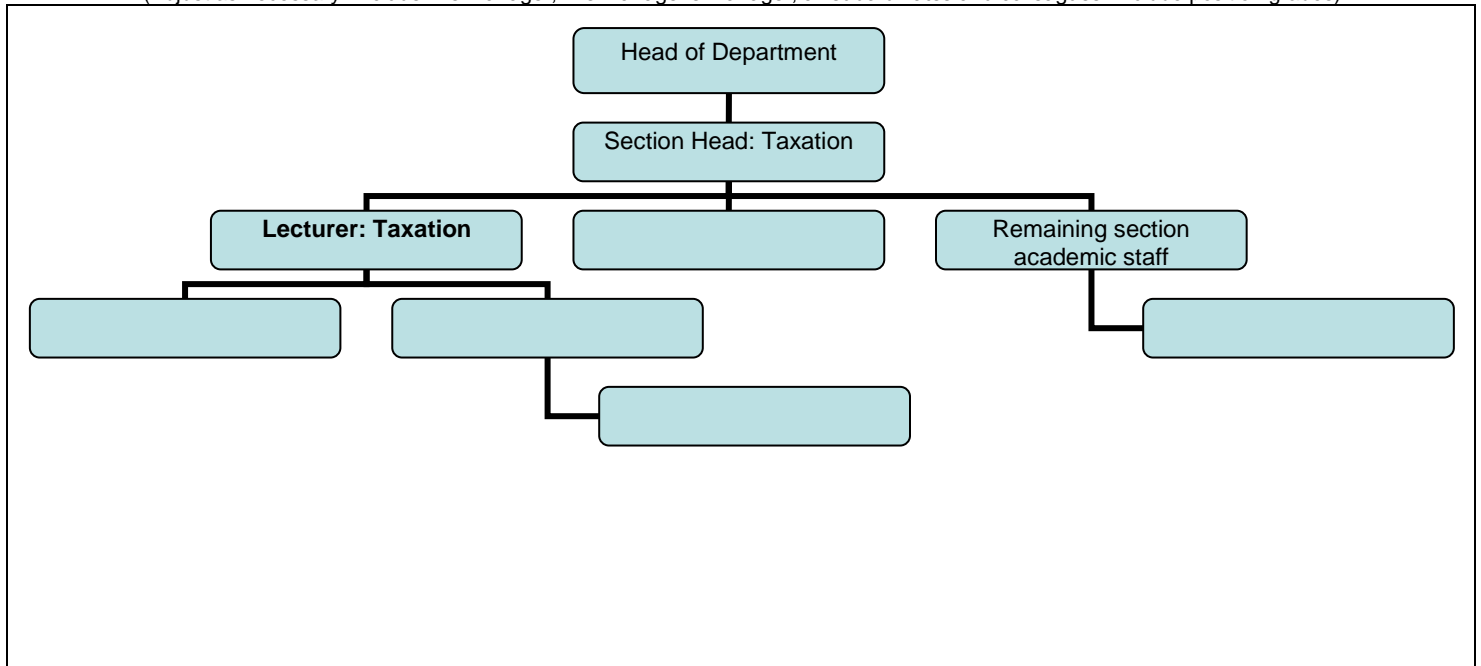 Head of Department
Section Head: Taxation
Lecturer: Taxation
Remaining section
academic staff